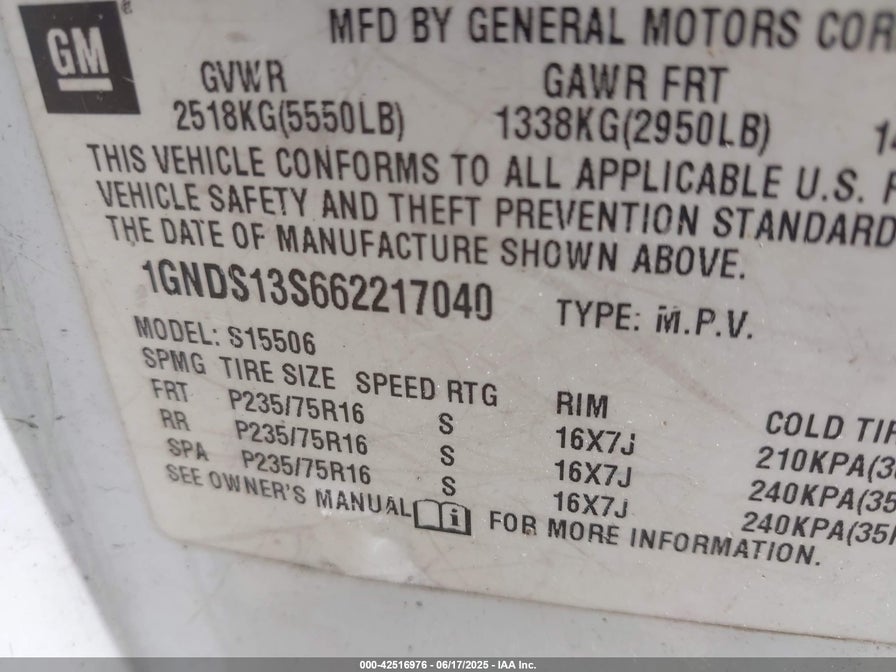 GM
MFD BY GENERAL MOTORS
GVWR GAWR FRT
2518KG(5550LB) 1338KG(2950LB)
THIS VEHICLE CONFORMS TO ALL APPLICABLE U.S.
VEHICLE SAFETY AND THEFT PREVENTION STANDARD
THE DATE OF MANUFACTURE SHOWN ABOVE.
1GNDS13S662217040 TYPE: M.P.V.
MODEL: S15506
SPMG TIRE SIZE SPEED RTG RIM COLD
FRT P235/75R16 S 16X7J 210KPA
RR P235/75R16 S 16X7J 240KPA(35
SPA P235/75R16 S 16X7J 240KPA(35
SEE OWNER'S MANUAL FOR MORE INFORMATION.
000-42516976 - 06/17/2025 - IAA Inc.